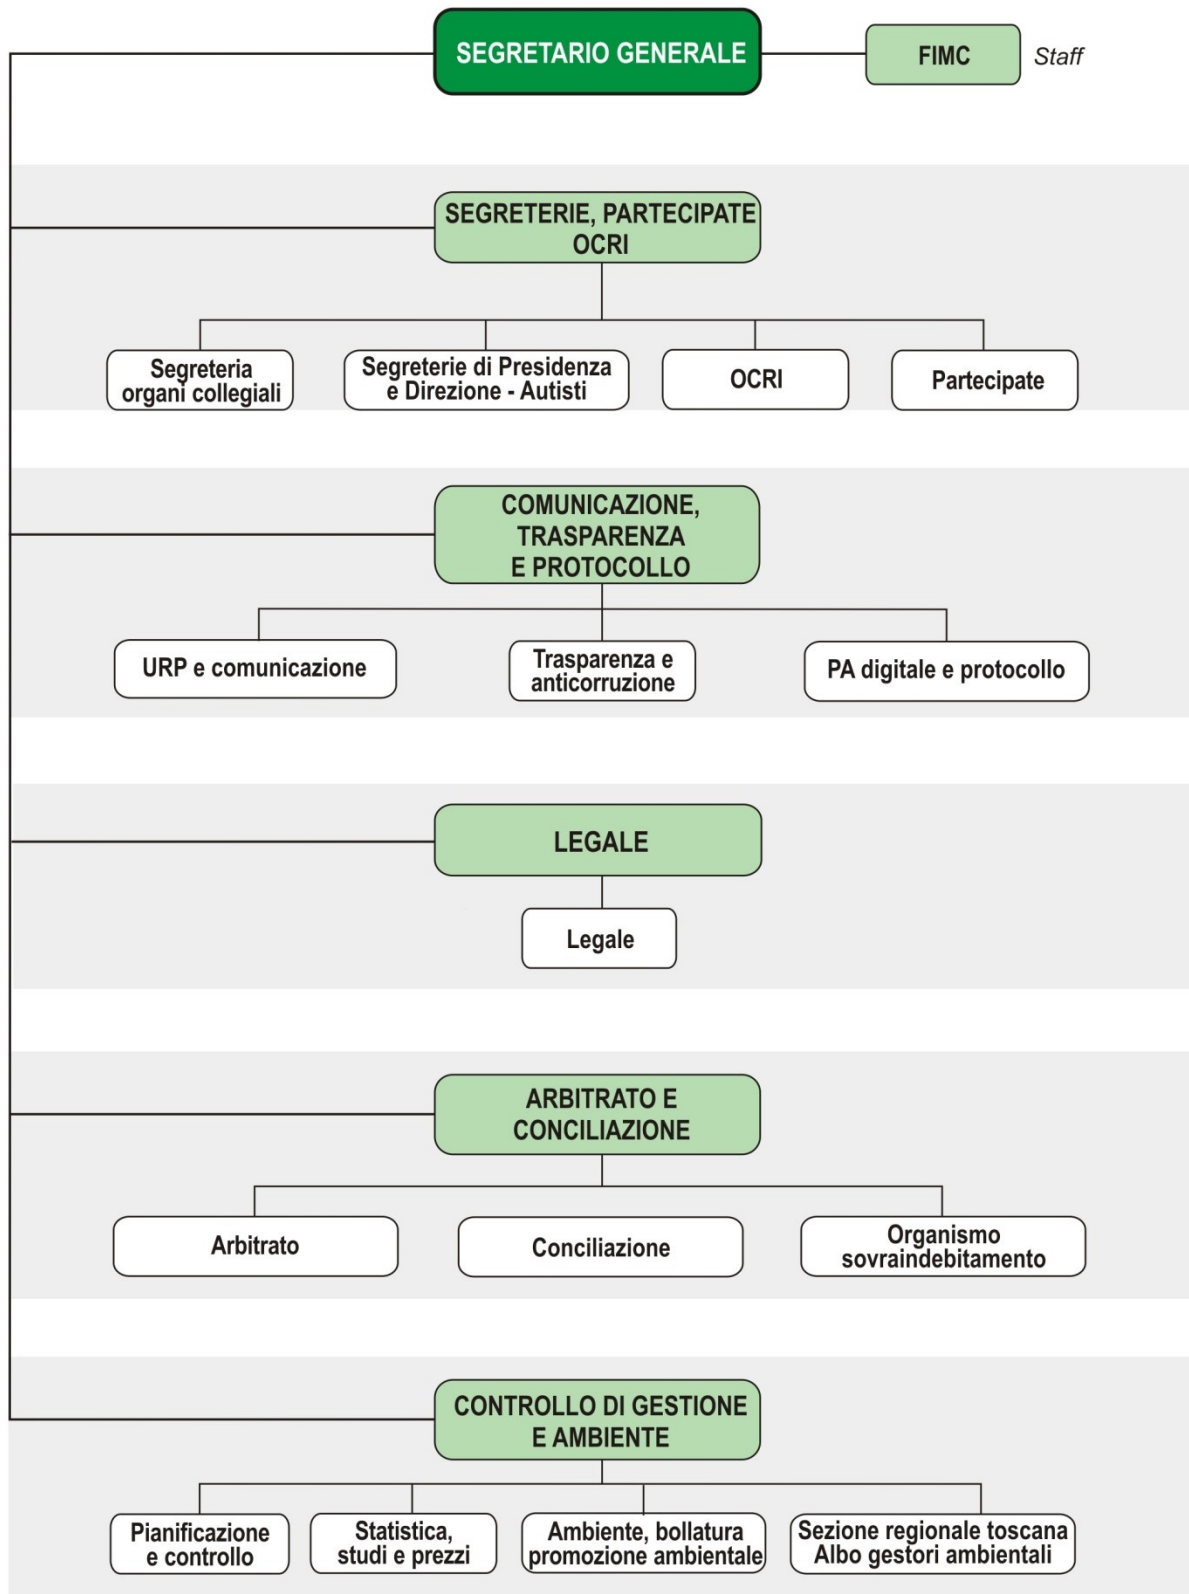 SEGRETARIO GENERALE
FIMC
Staff
SEGRETERIE, PARTECIPATE
OCRI
Segreteria
organi collegiali
Segreterie di Presidenza
e Direzione - Autisti
OCRI
Partecipate
COMUNICAZIONE,
TRASPARENZA
E PROTOCOLLO
URP e comunicazione
Trasparenza e
anticorruzione
PA digitale e protocollo
LEGALE
Legale
ARBITRATO E
CONCILIAZIONE
Arbitrato
Conciliazione
Organismo
sovraindebitamento
CONTROLLO DI GESTIONE
E AMBIENTE
Pianificazione
e controllo
Statistica,
studi e prezzi
Ambiente, bollatura
promozione ambientale
Sezione regionale toscana
Albo gestori ambientali